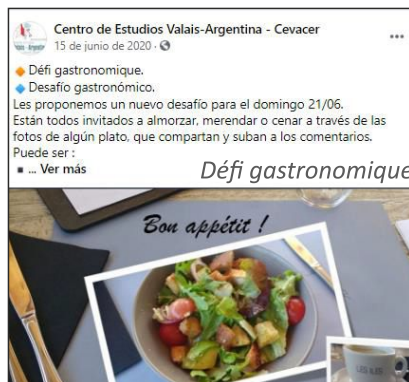 Centro de Estudios Valais-Argentina - Cevacer
15 de junio de 2020 ·
Défi gastronomique.
Desafío gastronómico.
Les proponemos un nuevo desafío para el domingo 21/06.
Están todos invitados a almorzar, merendar o cenar a través de las
fotos de algún plato, que compartan y suban a los comentarios.
Puede ser :
... Ver más
Défi gastronomique
Bon appétit !